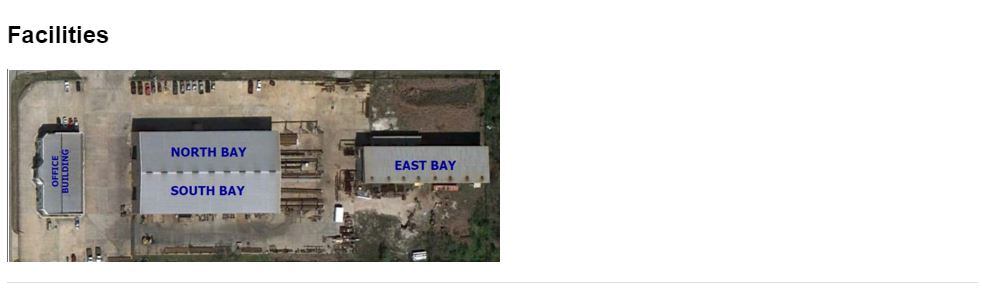 Facilities
OFFICE
BUILDING
NORTH BAY
SOUTH BAY
EAST BAY